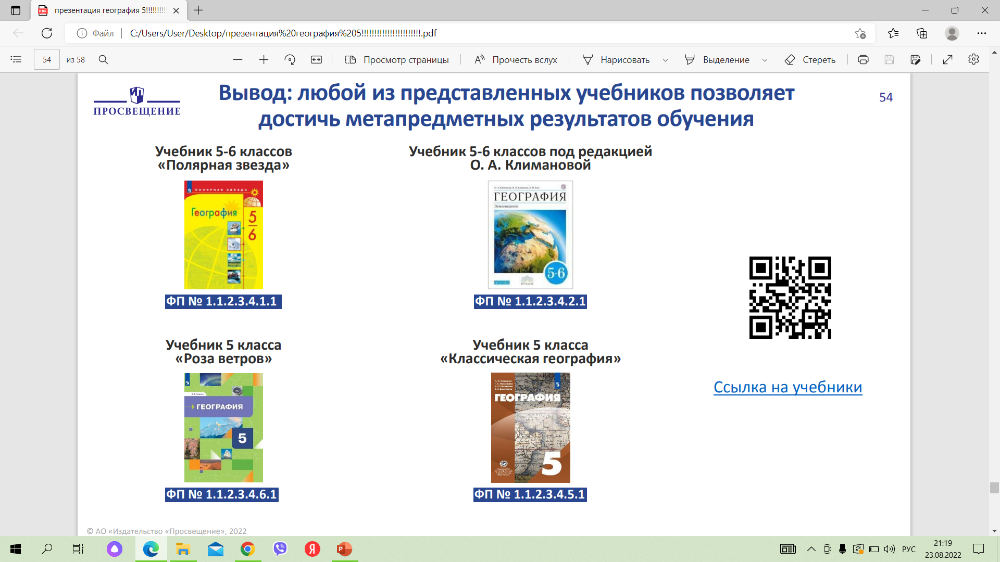 презентация география 5!!!!!!!!!
Файл
C:/Users/User/Desktop/презентация%20география%205!!!!!!!!!!!!!!!!!!!!!!!.pdf
54
из 58
Просмотр страницы
Прочесть вслух
Нарисовать
Выделение
Стереть
ПРОСВЕЩЕНИЕ
Вывод: любой из представленных учебников позволяет
достичь метапредметных результатов обучения
54
Учебник 5-6 классов
«Полярная звезда»
Учебник 5-6 классов под редакцией
О. А. Климановой
ПОЛЯРНАЯ ЗВЕЗДА
География
5
6
ГЕОГРАФИЯ
Землеведение
5-6
ФП № 1.1.2.3.4.1.1
ФП № 1.1.2.3.4.2.1
Учебник 5 класса
«Роза ветров»
Учебник 5 класса
«Классическая география»
ГЕОГРАФИЯ
5
ГЕОГРАФИЯ
5
Ссылка на учебники
ФП № 1.1.2.3.4.6.1
ФП № 1.1.2.3.4.5.1
© АО «Издательство «Просвещение», 2022
РУС
21:19
23.08.2022